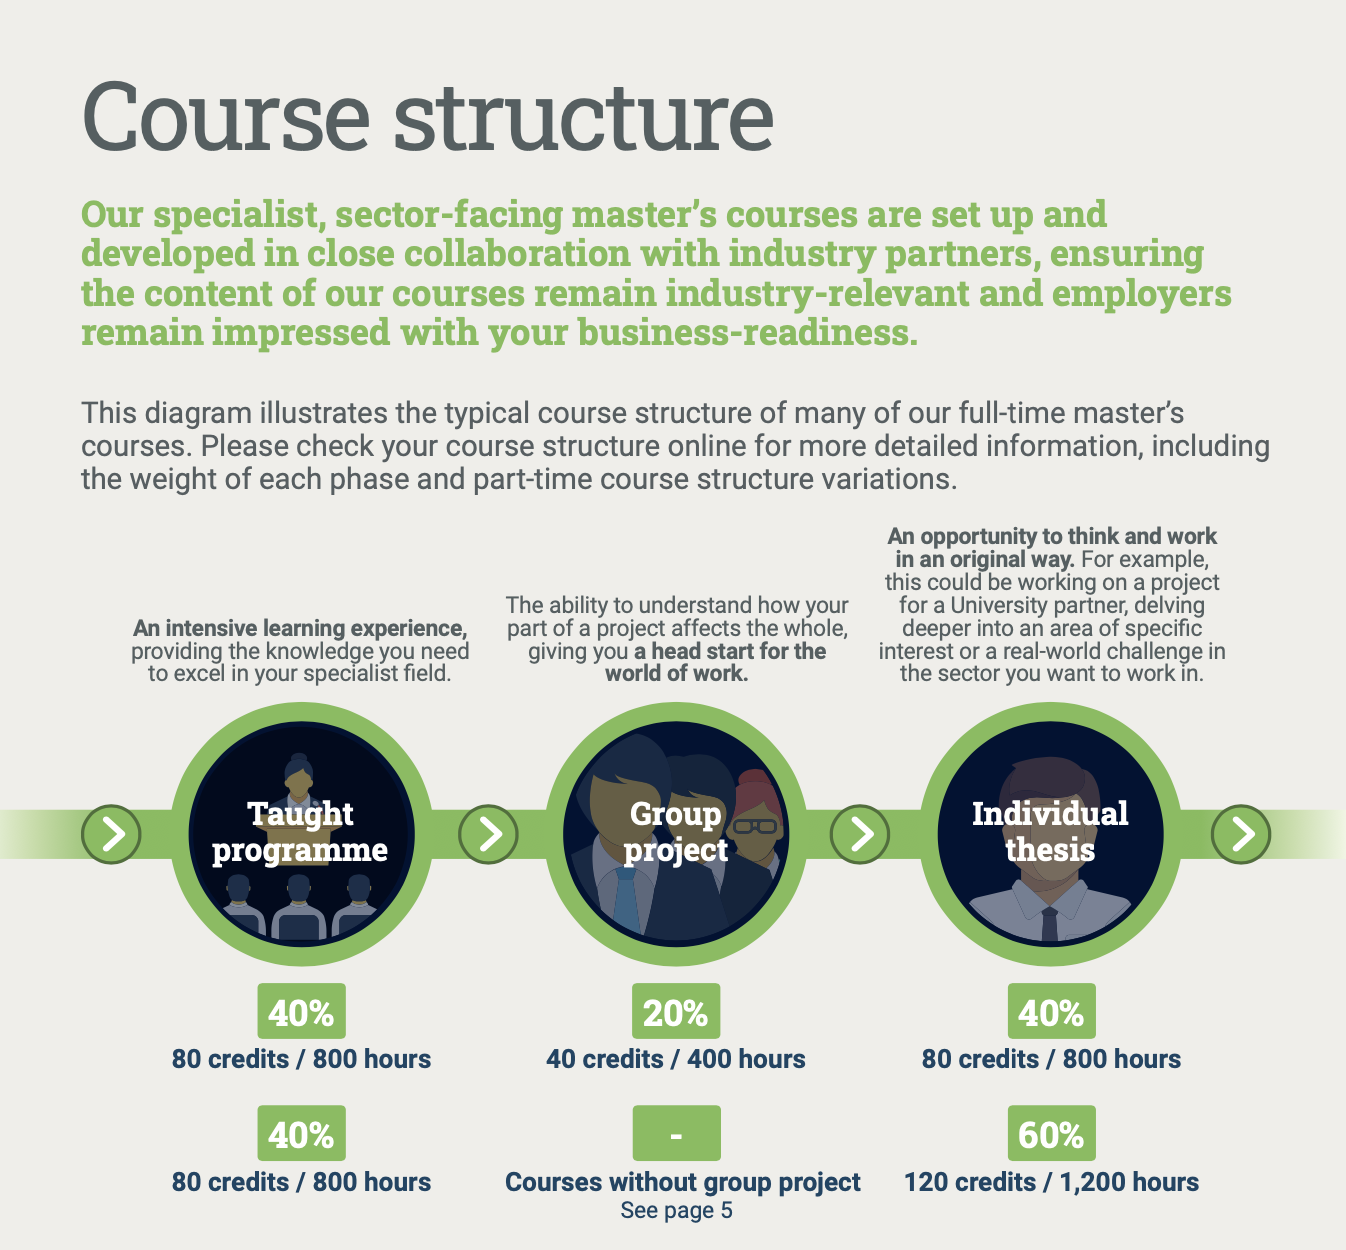 Course structure
Our specialist, sector-facing master's courses are set up and
developed in close collaboration with industry partners, ensuring
the content of our courses remain industry-relevant and employers
remain impressed with your business-readiness.
This diagram illustrates the typical course structure of many of our full-time master's
courses. Please check your course structure online for more detailed information, including
the weight of each phase and part-time course structure variations.
An intensive learning experience,
providing the knowledge you need
to excel in your specialist field.
The ability to understand how your
part of a project affects the whole,
giving you a head start for the
world of work.
An opportunity to think and work
in an original way. For example,
this could be working on a project
for a University partner, delving
deeper into an area of specific
interest or a real-world challenge in
the sector you want to work in.
Taught
programme
Group
project
Individual
thesis
40%
80 credits / 800 hours
20%
40 credits / 400 hours
40%
80 credits / 800 hours
40%
80 credits / 800 hours
-
Courses without group project
See page 5
60%
120 credits / 1,200 hours